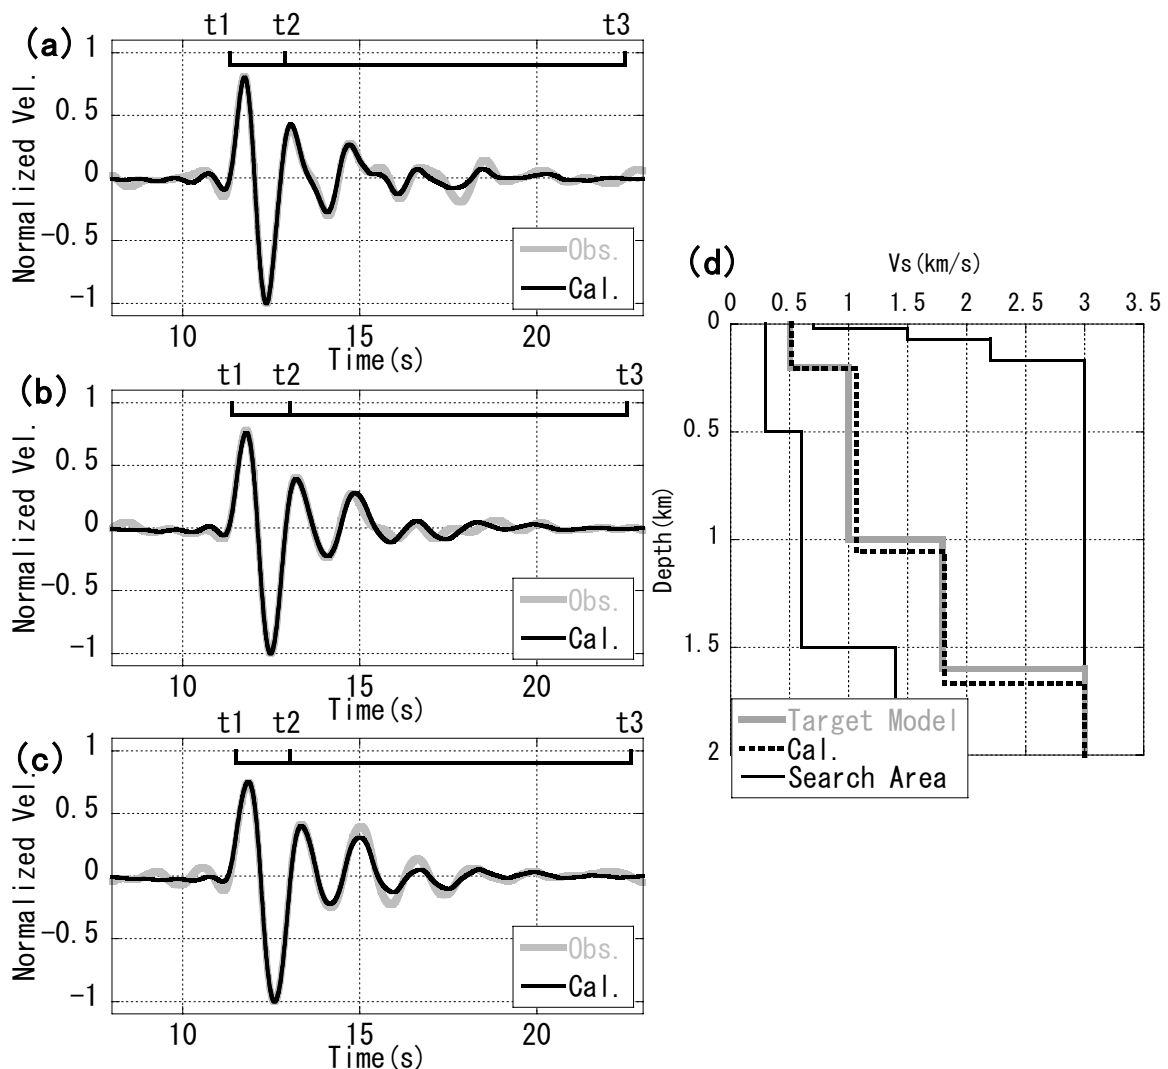 (a)
t1 t2 t3
Normalized Vel.
1
0.5
0
-0.5
-1
Obs.
Cal.
10 15 20
Time(s)
(b)
t1 t2 t3
Normalized Vel.
1
0.5
0
-0.5
-1
Obs.
Cal.
10 15 20
Time(s)
(c)
t1 t2 t3
Normalized Vel.
1
0.5
0
-0.5
-1
Obs.
Cal.
10 15 20
Time(s)
(d)
Vs(km/s)
0 0.5 1 1.5 2 2.5 3 3.5
Depth(km)
0
0.5
1
1.5
2
Target Model
Cal.
Search Area